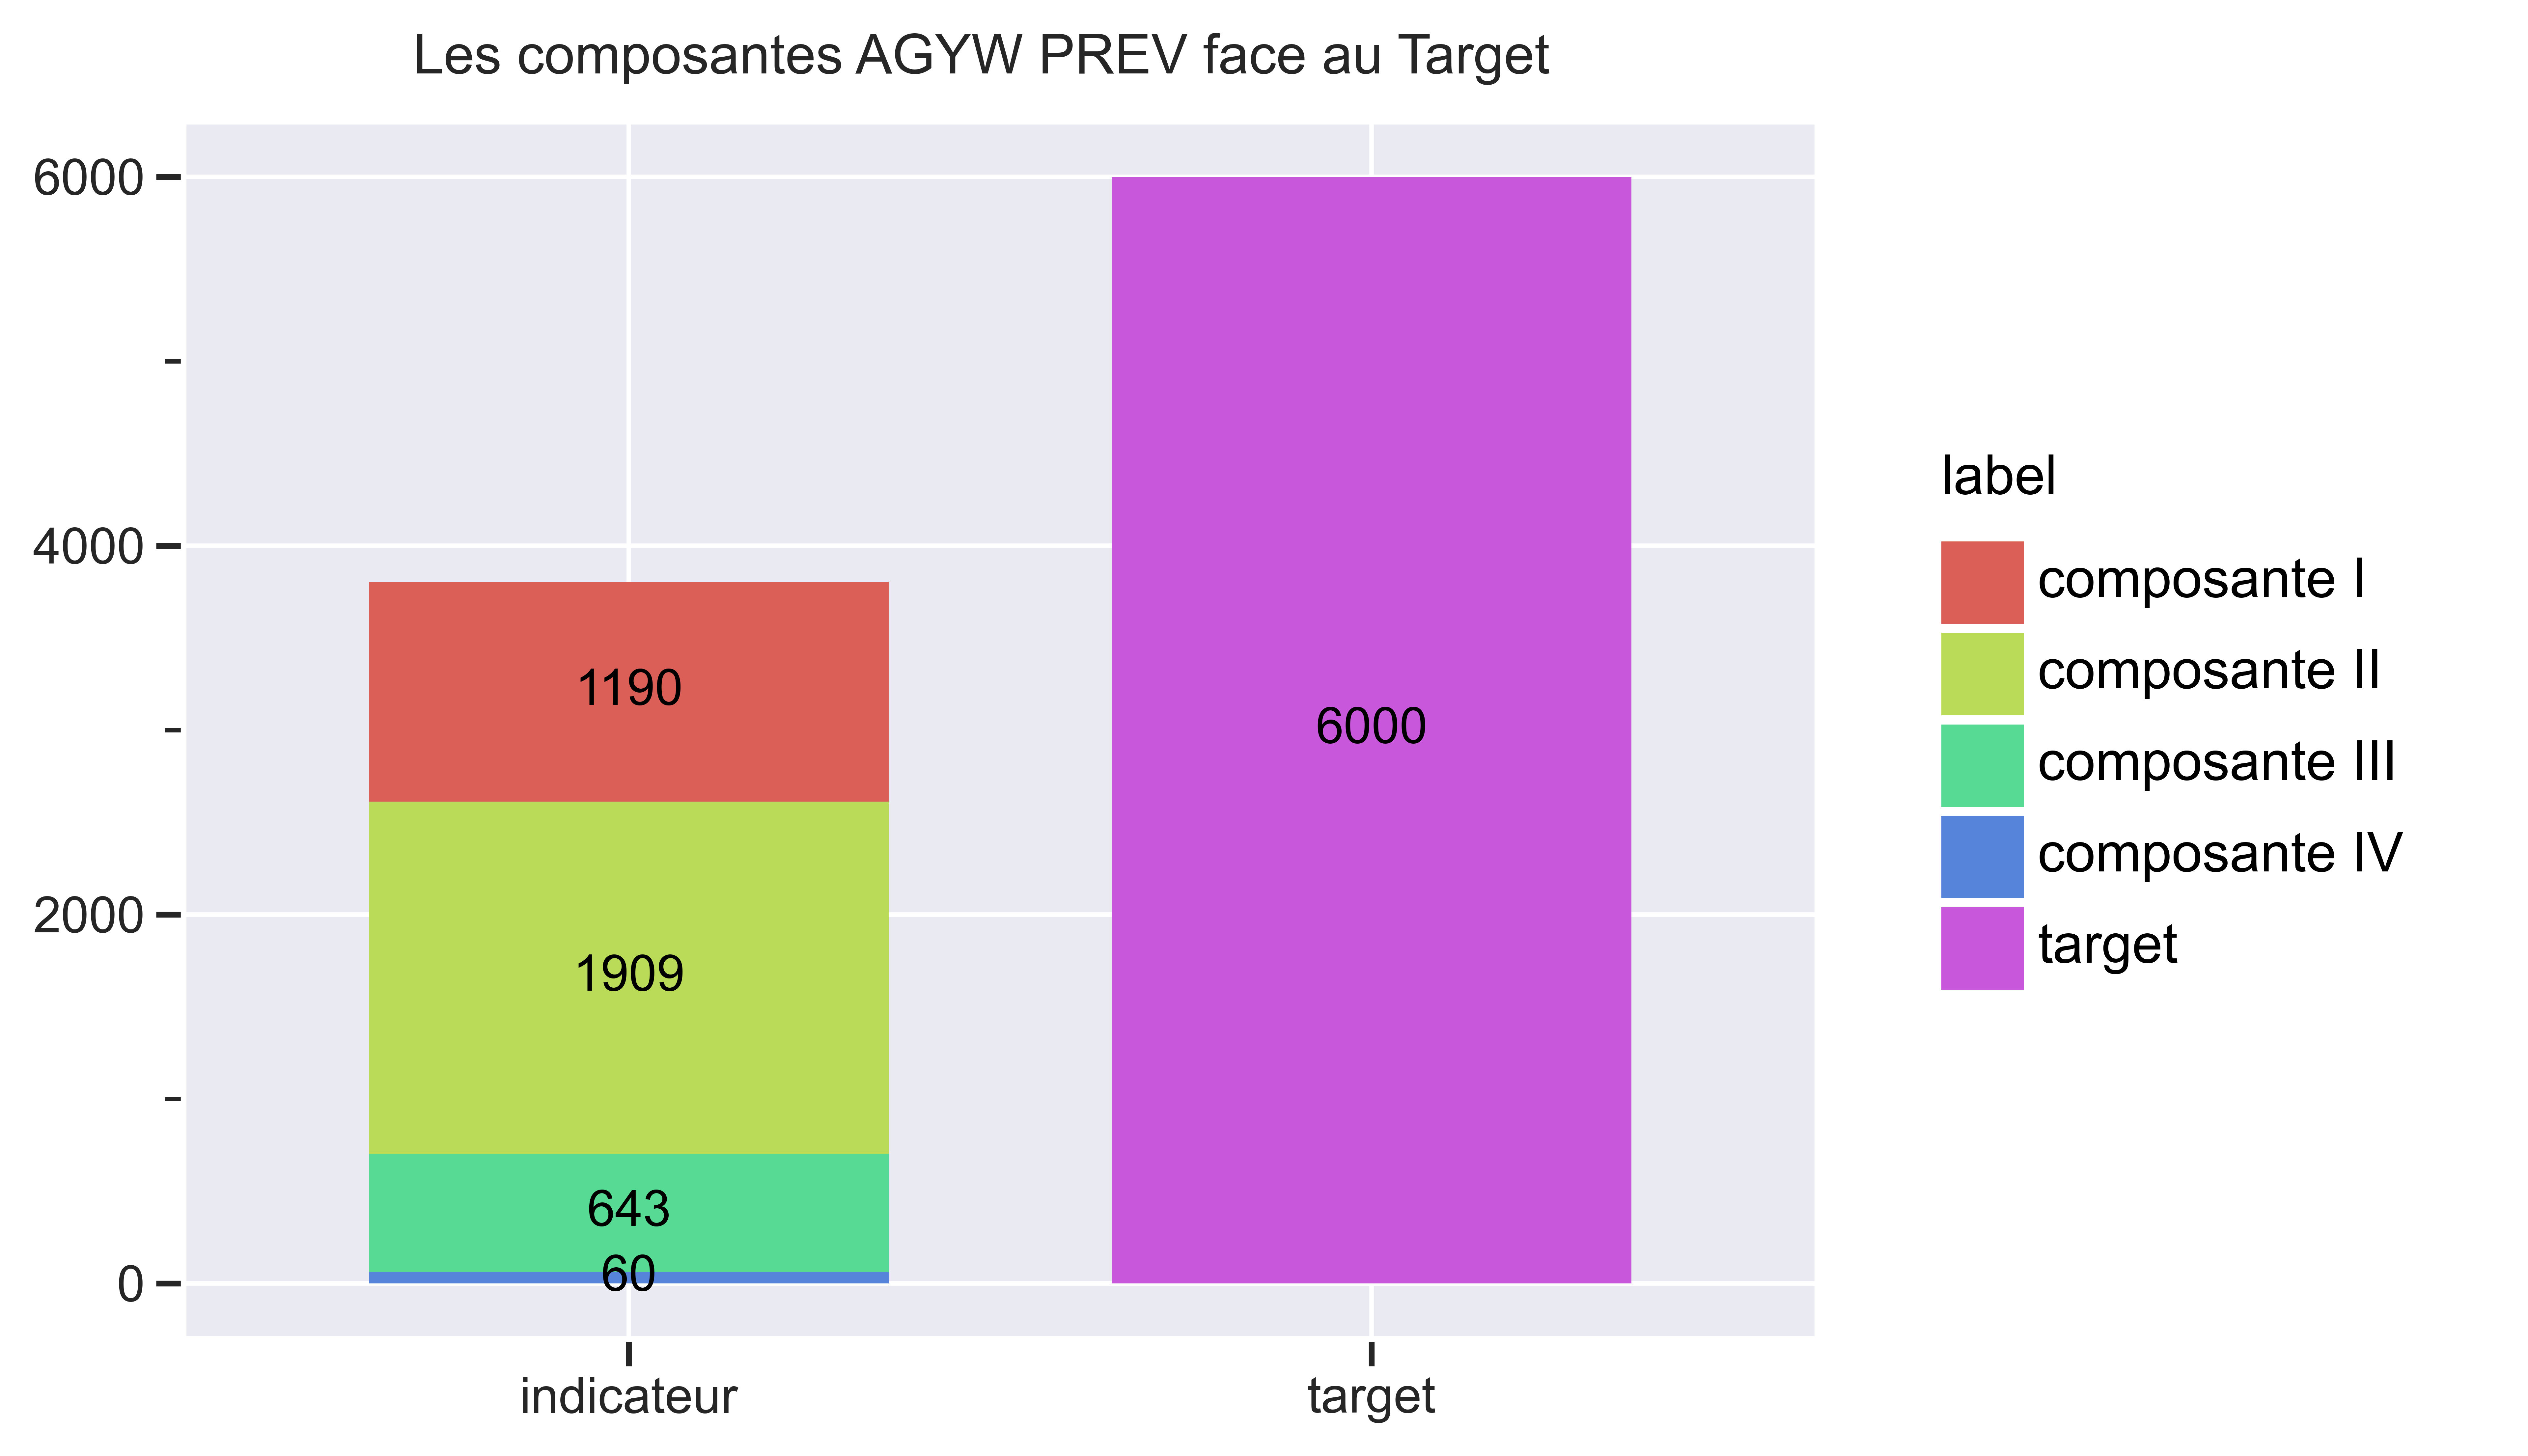 Les composantes AGYW PREV face au Target
6000
4000
2000
0
1190
1909
643
60
6000
indicateur
target
label
composante I
composante II
composante III
composante IV
target